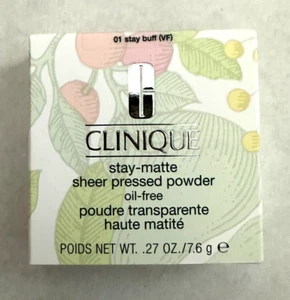 01 stay buff (VF)
CLINIQUE
stay-matte
sheer pressed powder
oil-free
poudre transparente
haute matité
POIDS NET WT. .27 OZ./7.6 g ℮